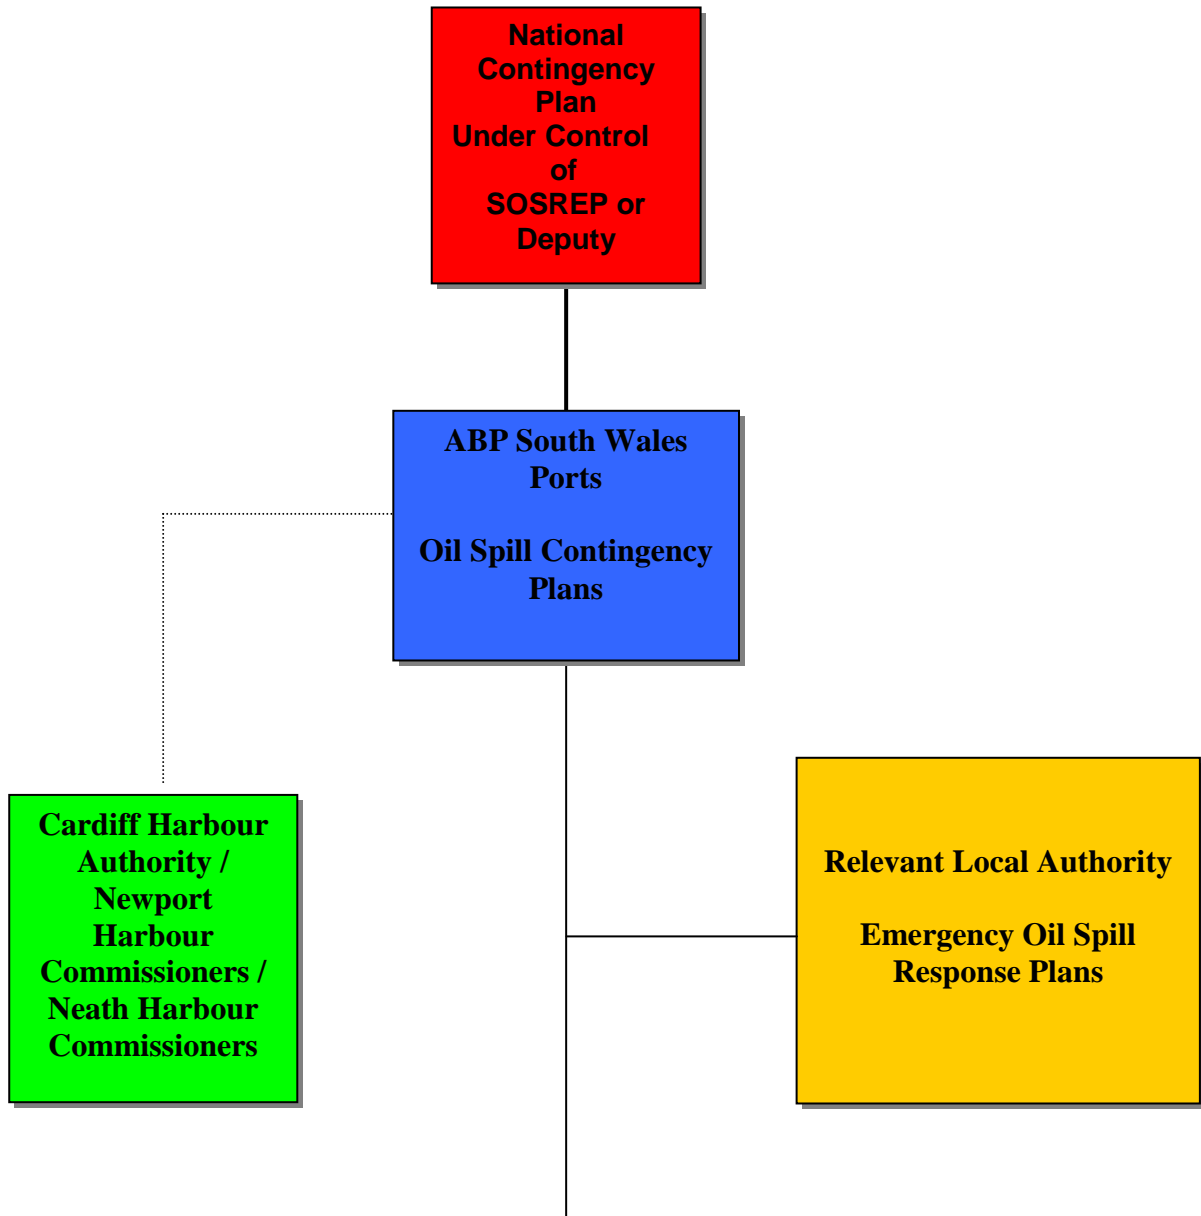 National
Contingency
Plan
Under Control
of
SOSREP or
Deputy
ABP South Wales
Ports
Oil Spill Contingency
Plans
Cardiff Harbour
Authority /
Newport
Harbour
Commissioners /
Neath Harbour
Commissioners
Relevant Local Authority
Emergency Oil Spill
Response Plans